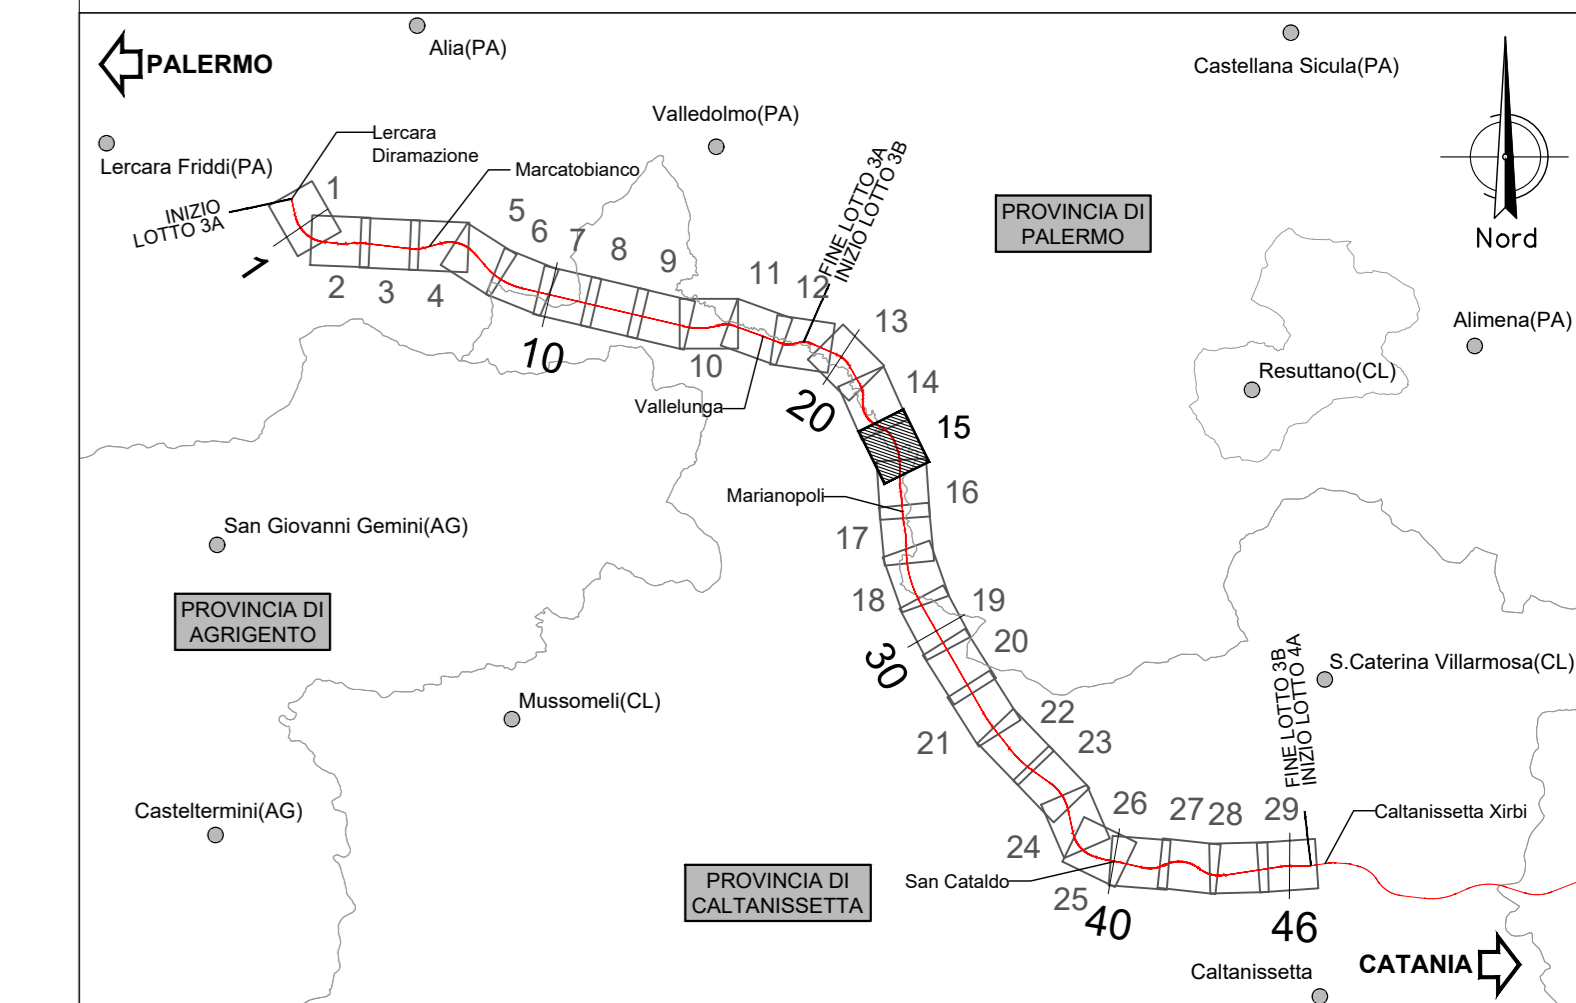 PALERMO
Alia(PA)
Castellana Sicula(PA)
Valledolmo(PA)
Lercara
Diramazione
Lercara Friddi(PA)
Marcatobianco
INIZIO
LOTTO 3A
FINE LOTTO 3A
INIZIO LOTTO 3B
PROVINCIA DI
PALERMO
Nord
1
1
2
3
4
5
6
7
8
9
10
10
11
12
13
14
15
16
17
18
19
20
20
21
22
23
24
25
26
27
28
29
30
40
46
Alimena(PA)
Resuttano(CL)
Vallelunga
Marianopoli
San Giovanni Gemini(AG)
PROVINCIA DI
AGRIGENTO
FINE LOTTO 3B
INIZIO LOTTO 4A
S.Caterina Villarmosa(CL)
Mussomeli(CL)
Casteltermini(AG)
Caltanissetta Xirbi
San Cataldo
PROVINCIA DI
CALTANISSETTA
CATANIA
Caltanissetta